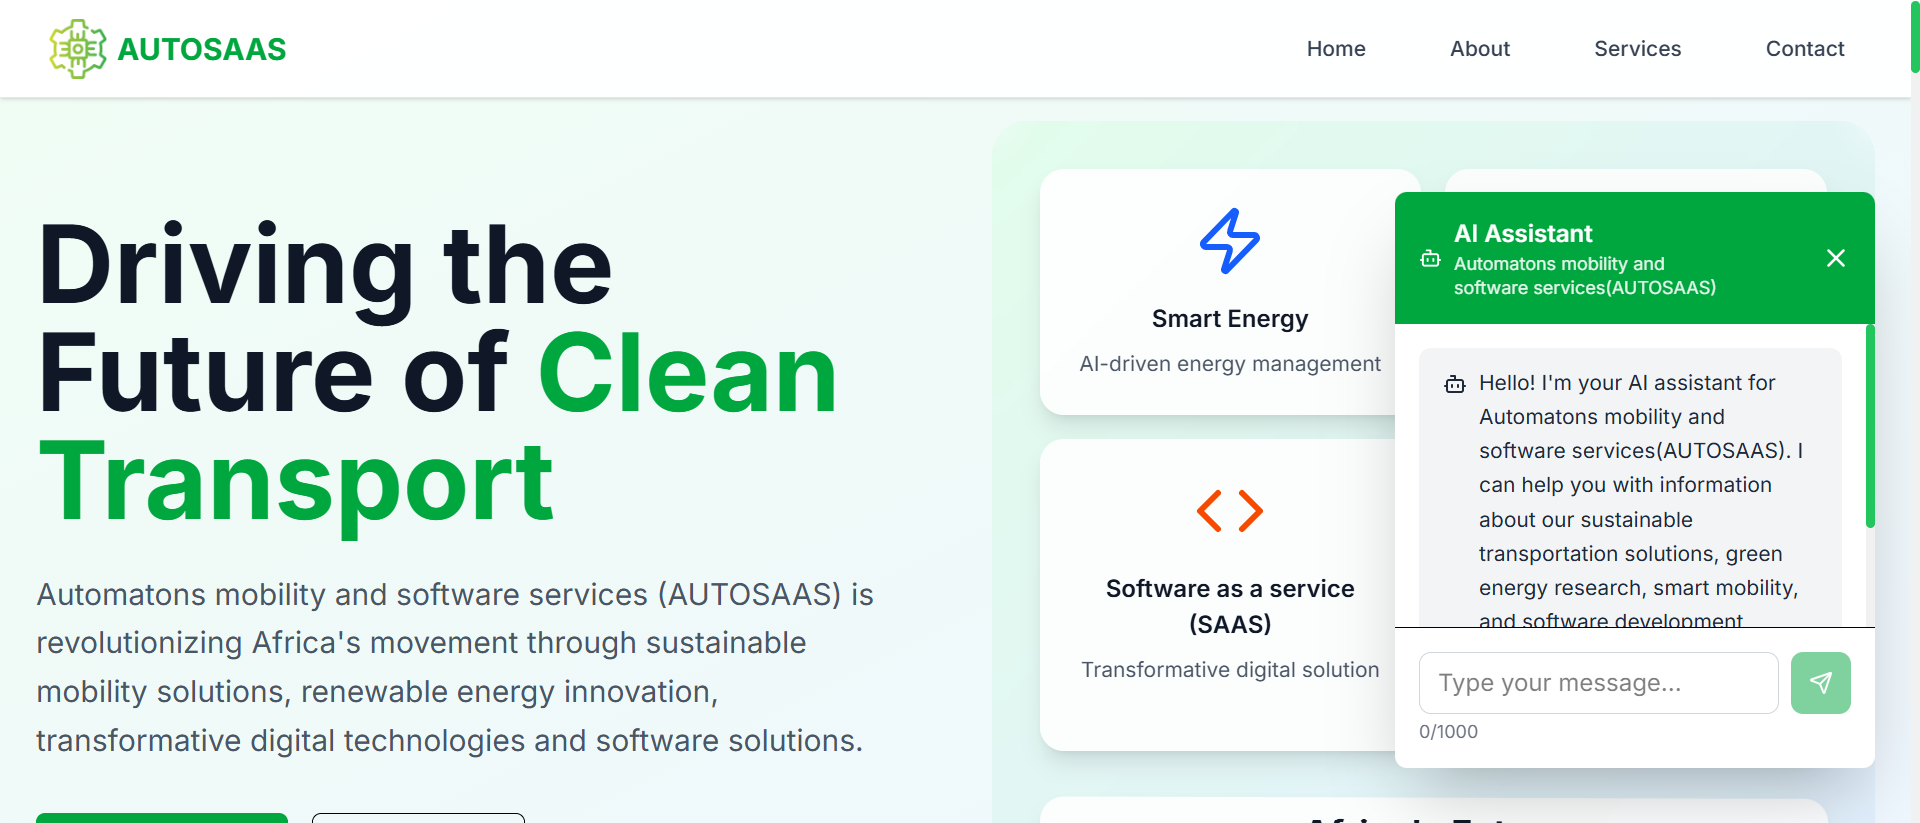 AUTOSAAS
Home
About
Services
Contact
Driving the
Future of Clean
Transport
Automatons mobility and software services (AUTOSAAS) is
revolutionizing Africa's movement through sustainable
mobility solutions, renewable energy innovation,
transformative digital technologies and software solutions.
Smart Energy
AI-driven energy management
Software as a service
(SAAS)
Transformative digital solution
AI Assistant
Automatons mobility and
software services(AUTOSAAS)
Hello! I'm your AI assistant for
Automatons mobility and
software services(AUTOSAAS). I
can help you with information
about our sustainable
transportation solutions, green
energy research, smart mobility,
and software development
Type your message...
0/1000